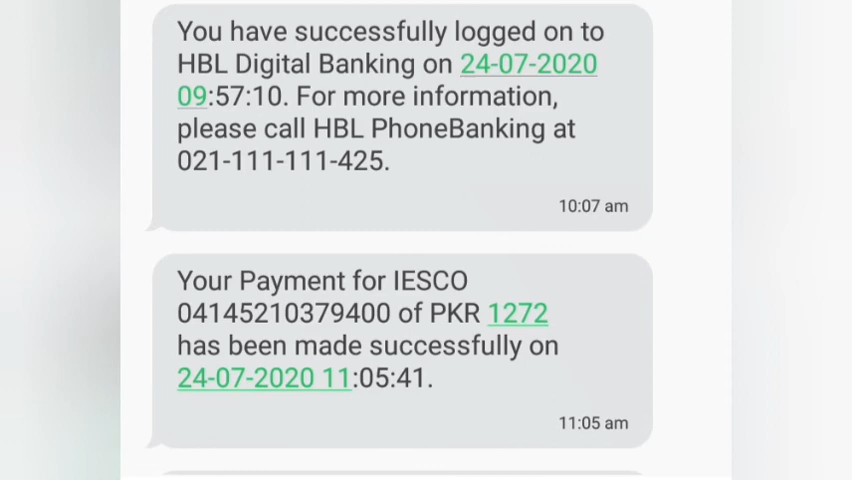 You have successfully logged on to
HBL Digital Banking on 24-07-2020
09:57:10. For more information,
please call HBL PhoneBanking at
021-111-111-425.
10:07 am
Your Payment for IESCO
04145210379400 of PKR 1272
has been made successfully on
24-07-2020 11:05:41.
11:05 am